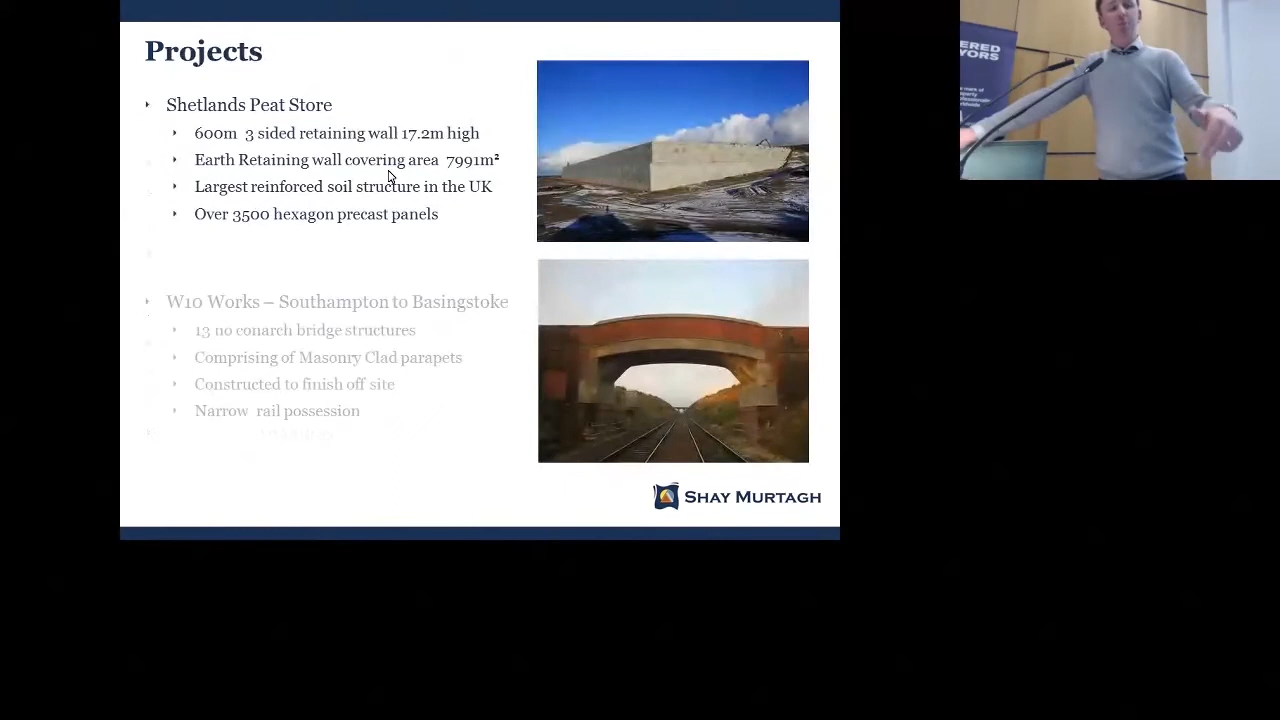 Projects
Shetlands Peat Store
600m 3 sided retaining wall 17.2m high
Earth Retaining wall covering area 7991m²
Largest reinforced soil structure in the UK
Over 3500 hexagon precast panels
W10 Works – Southampton to Basingstoke
13 no conarch bridge structures
Comprising of Masonry Clad parapets
Constructed to finish off site
Narrow rail possession
SHAY MURTAGH